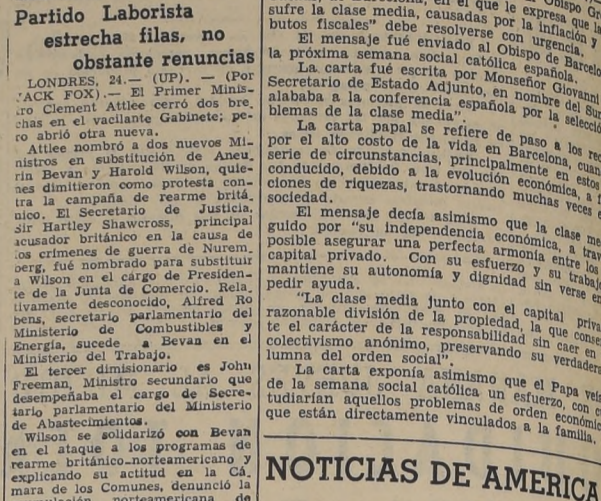 Partido Laborista
estrecha filas, no
obstante renuncias
LONDRES, 24.— (UP). — (Por
JACK FOX).— El Primer Minis-
tro Clement Attlee cerró dos bre-
chas en el vacilante Gabinete; pe-
ro abrió otra nueva.
Attlee nombró a dos nuevos Mi-
nistros en substitución de Aneu-
rin Bevan y Harold Wilson, quie-
nes dimitieron como protesta con-
tra la campaña de rearme britá-
nico. El Secretario de Justicia,
Sir Hartley Shawcross, principal
acusador británico en la causa de
los crímenes de guerra de Nurem-
berg, fué nombrado para substituir
a Wilson en el cargo de Presiden-
te de la Junta de Comercio. Rela-
tivamente desconocido, Alfred Ro
bens, secretario parlamentario del
Ministerio de Combustibles y
Energía, sucede a Bevan en el
Ministerio del Trabajo.
El tercer dimisionario es John
Freeman, Ministro secundario que
desempeñaba el cargo de Secre-
tario parlamentario del Ministerio
de Abastecimientos.
Wilson se solidarizó con Bevan
en el ataque a los programas de
rearme británico-norteamericano y
explicando su actitud en la Cá-
mara de los Comunes, denunció la
norteamericana de
Obispo
en el que le expresa que la
sufre la clase media, causadas por la inflación y
butos fiscales" debe resolverse con urgencia.
El mensaje fué enviado al Obispo de Barcelo
la próxima semana social católica española.
La carta fué escrita por Monseñor Giovanni
Secretario de Estado Adjunto, en nombre del Su
alababa a la conferencia española por la selecció
blemas de la clase media".
La carta papal se refiere de paso a los rec
por el alto costo de la vida en Barcelona, cuan
serie de circunstancias, principalmente en estos
conducido, debido a la evolución económica, a f
ciones de riquezas, trastornando muchas veces e
sociedad.
El mensaje decía asimismo que la clase me
guido por "su independencia económica, a trav
posible asegurar una perfecta armonía entre los
capital privado. Con su esfuerzo y su trabaj
mantiene su autonomía y dignidad sin verse en
pedir ayuda.
"La clase media junto con el capital priva
razonable división de la propiedad, la que conse
te el carácter de la responsabilidad sin caer en
colectivismo anónimo, preservando su verdadera
lumna del orden social".
La carta exponía asimismo que el Papa veía
de la semana social católica un esfuerzo, con c
tudiarían aquellos problemas de orden económic
que están directamente vinculados a la familia.
NOTICIAS DE AMERICA